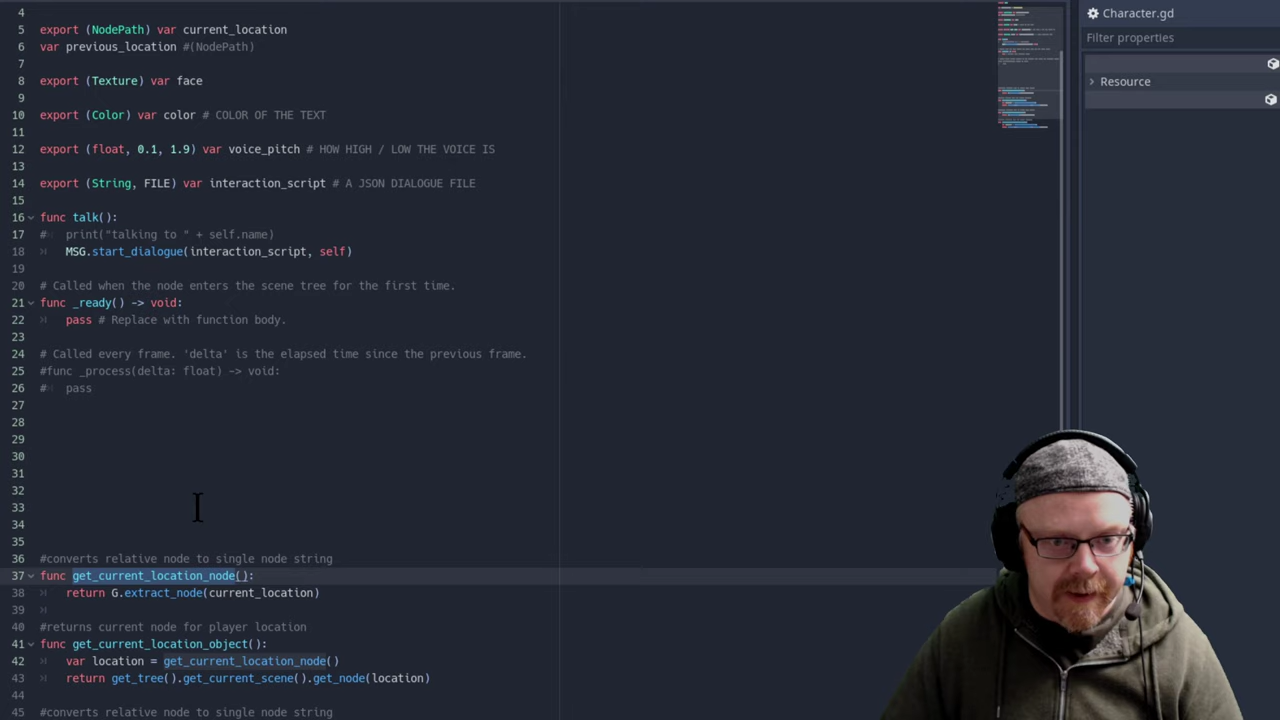 4
5 export (NodePath) var current_location
6 var previous_location #(NodePath)
7
8 export (Texture) var face
9
10 export (Color) var color # COLOR OF THE TEXT
11
12 export (float, 0.1, 1.9) var voice_pitch # HOW HIGH / LOW THE VOICE IS
13
14 export (String, FILE) var interaction_script # A JSON DIALOGUE FILE
15
16 func talk():
17 # print("talking to " + self.name)
18 MSG.start_dialogue(interaction_script, self)
19
20 # Called when the node enters the scene tree for the first time.
21 func _ready() -> void:
22 pass # Replace with function body.
23
24 # Called every frame. 'delta' is the elapsed time since the previous frame.
25 #func _process(delta: float) -> void:
26 # pass
27
28
29
30
31
32
33
34
35
36 #converts relative node to single node string
37 func get_current_location_node():
38 return G.extract_node(current_location)
39
40 #returns current node for player location
41 func get_current_location_object():
42 var location = get_current_location_node()
43 return get_tree().get_current_scene().get_node(location)
44
45 #converts relative node to single node string
Character.gd
Filter properties
Resource